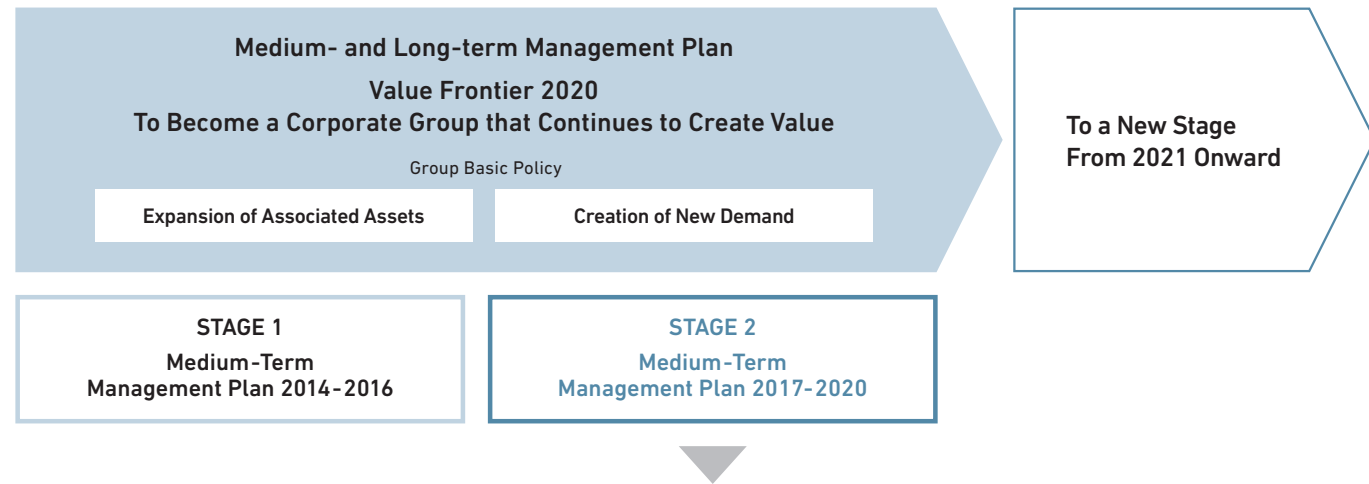 Medium- and Long-term Management Plan
Value Frontier 2020
To Become a Corporate Group that Continues to Create Value
Group Basic Policy
Expansion of Associated Assets
Creation of New Demand
To a New Stage
From 2021 Onward
STAGE 1
Medium-Term
Management Plan 2014-2016
STAGE 2
Medium-Term
Management Plan 2017-2020